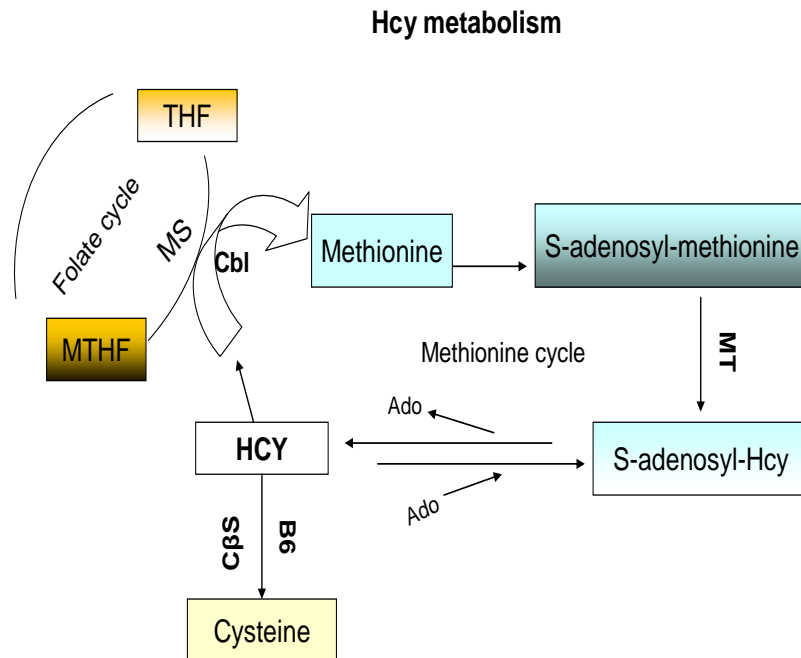 Hcy metabolism
THF
Folate cycle
MS
Cbl
Methionine
S-adenosyl-methionine
MTHF
Methionine cycle
MT
Ado
HCY
S-adenosyl-Hcy
Ado
CβS
B6
Cysteine